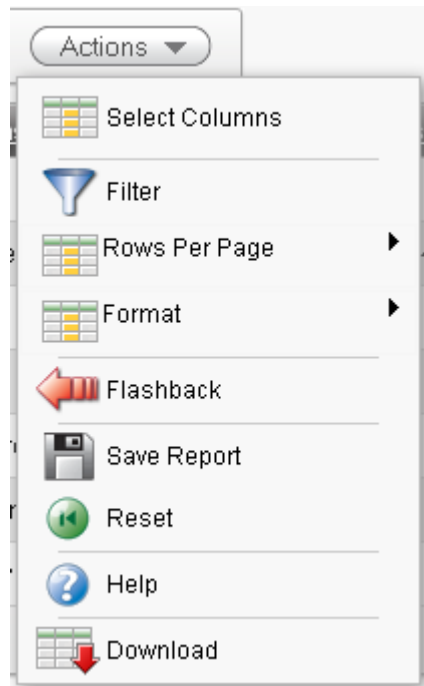 Actions
Select Columns
Filter
Rows Per Page
Format
Flashback
Save Report
Reset
Help
Download